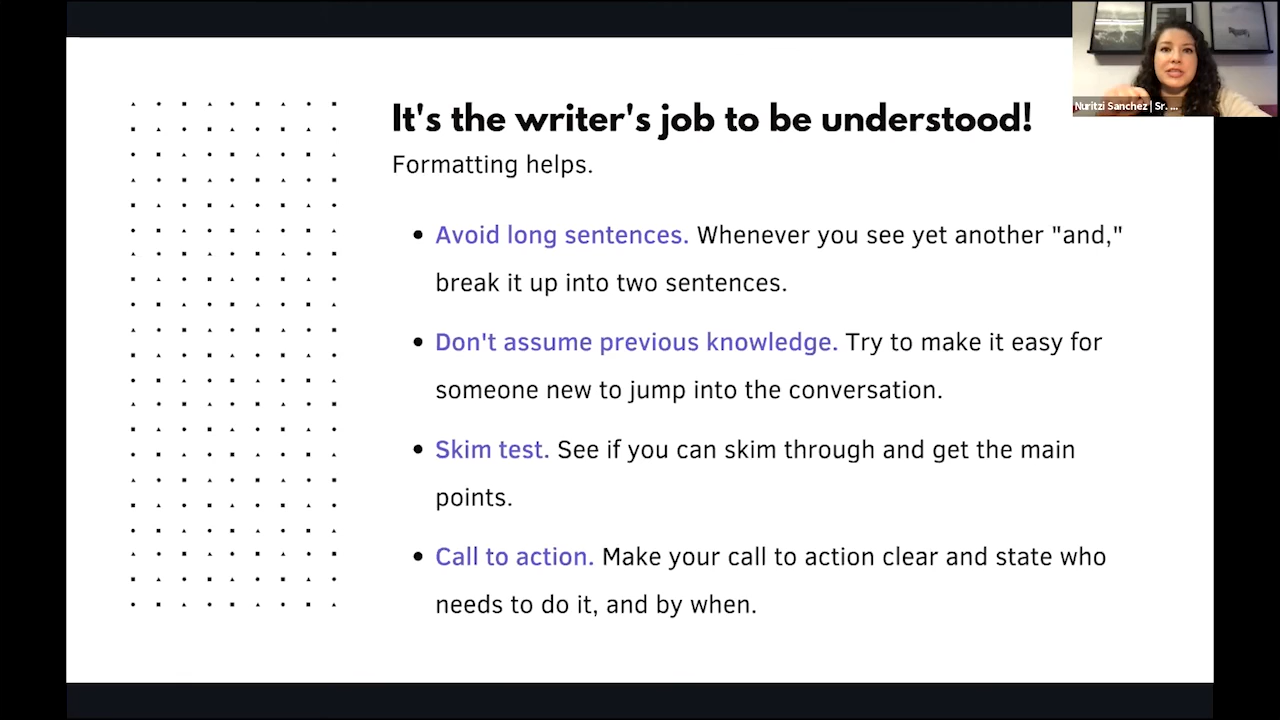 It's the writer's job to be understood!
Formatting helps.
• Avoid long sentences. Whenever you see yet another "and,"
break it up into two sentences.
• Don't assume previous knowledge. Try to make it easy for
someone new to jump into the conversation.
• Skim test. See if you can skim through and get the main
points.
• Call to action. Make your call to action clear and state who
needs to do it, and by when.
Nuritzi Sanchez | Sr. ...